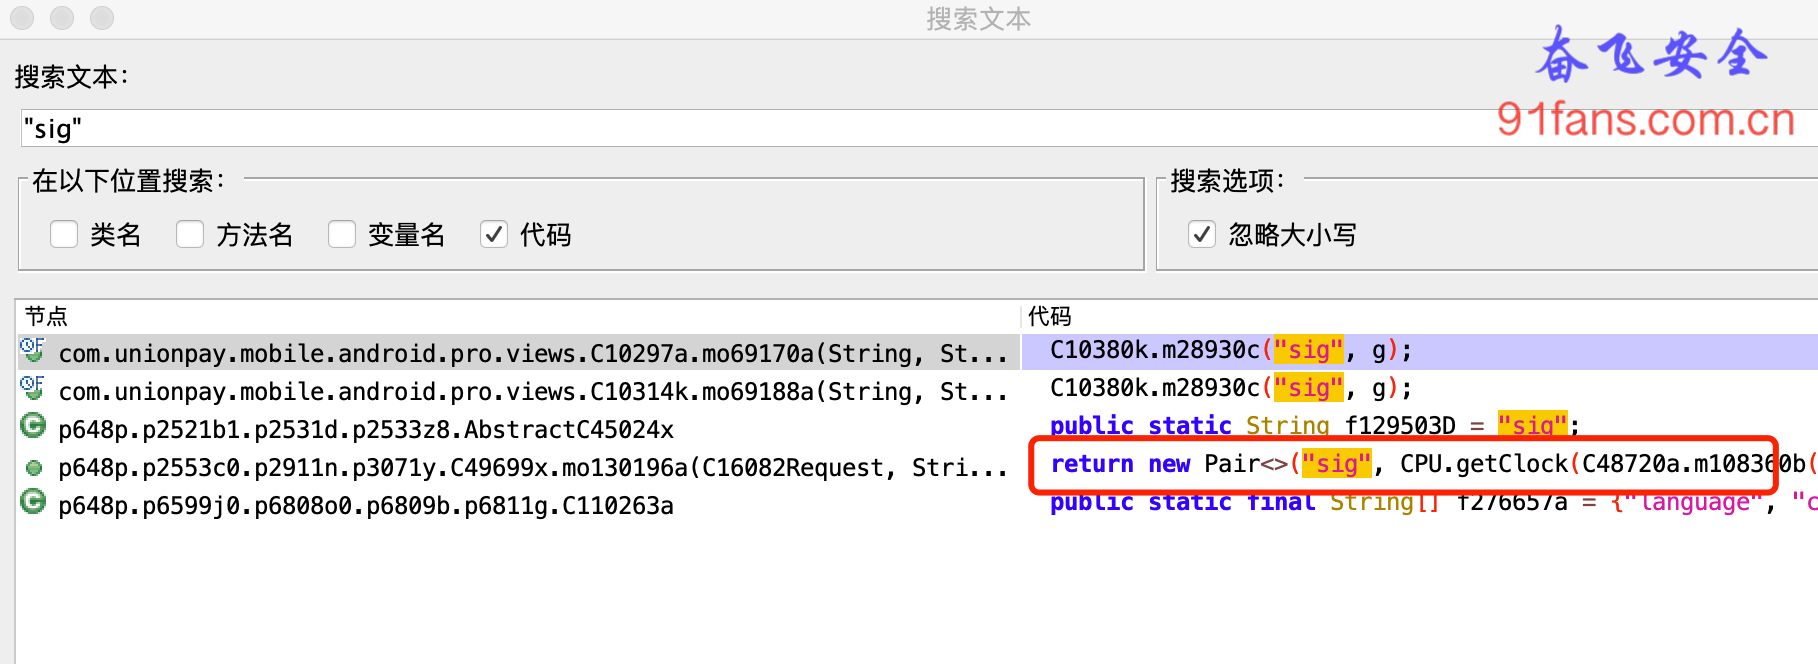 搜索文本
奋飞安全
搜索文本:
91fans.com.cn
"sig"
在以下位置搜索:
搜索选项:
类名 方法名 变量名 代码
忽略大小写
节点 代码
com.unionpay.mobile.android.pro.views.C10297a.mo69170a(String, St... C10380k.m28930c("sig", g);
com.unionpay.mobile.android.pro.views.C10314k.mo69188a(String, St... C10380k.m28930c("sig", g);
p648p.p2521b1.p2531d.p2533z8.AbstractC45024x public static String f129503D = "sig";
p648p.p2553c0.p2911n.p3071y.C49699x.mo130196a(C16082Request, Stri... return new Pair<>("sig", CPU.getClock(C48720a.m108360b(
p648p.p6599j0.p6808o0.p6809b.p6811g.C110263a public static final String[] f276657a = {"language", "c